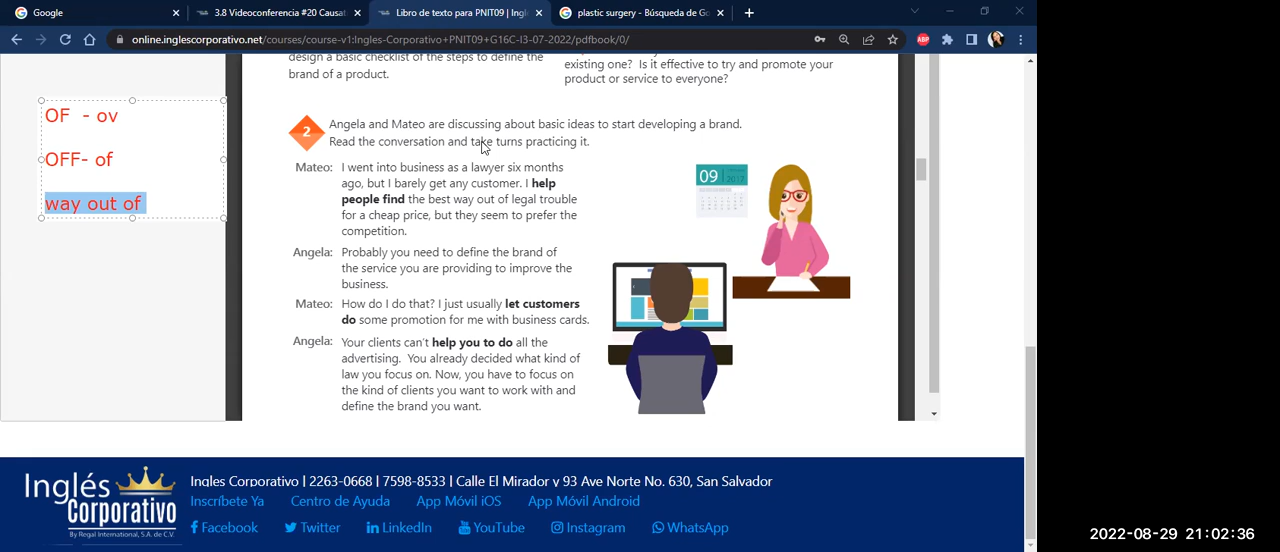 Google
3.8 Videoconferencia #20 Causat
Libro de texto para PNIT09 | Ingl
plastic surgery - Búsqueda de Go
online.inglescorporativo.net/courses/course-v1:Ingles-Corporativo+PNIT09+G16C-I3-07-2022/pdfbook/0/
ABP
design a basic checklist of the steps to define the
brand of a product.
existing one? Is it effective to try and promote your
product or service to everyone?
OF - ov
OFF- of
way out of
2
Angela and Mateo are discussing about basic ideas to start developing a brand.
Read the conversation and take turns practicing it.
Mateo: I went into business as a lawyer six months
ago, but I barely get any customer. I help
people find the best way out of legal trouble
for a cheap price, but they seem to prefer the
competition.
Angela: Probably you need to define the brand of
the service you are providing to improve the
business.
Mateo: How do I do that? I just usually let customers
do some promotion for me with business cards.
Angela: Your clients can't help you to do all the
advertising. You already decided what kind of
law you focus on. Now, you have to focus on
the kind of clients you want to work with and
define the brand you want.
09
Inglés
Corporativo
By Regal International, S.A. de C.V.
Ingles Corporativo | 2263-0668 | 7598-8533 | Calle El Mirador y 93 Ave Norte No. 630, San Salvador
Inscríbete Ya Centro de Ayuda App Móvil iOS App Móvil Android
Facebook Twitter LinkedIn YouTube Instagram WhatsApp
2022-08-29 21:02:36